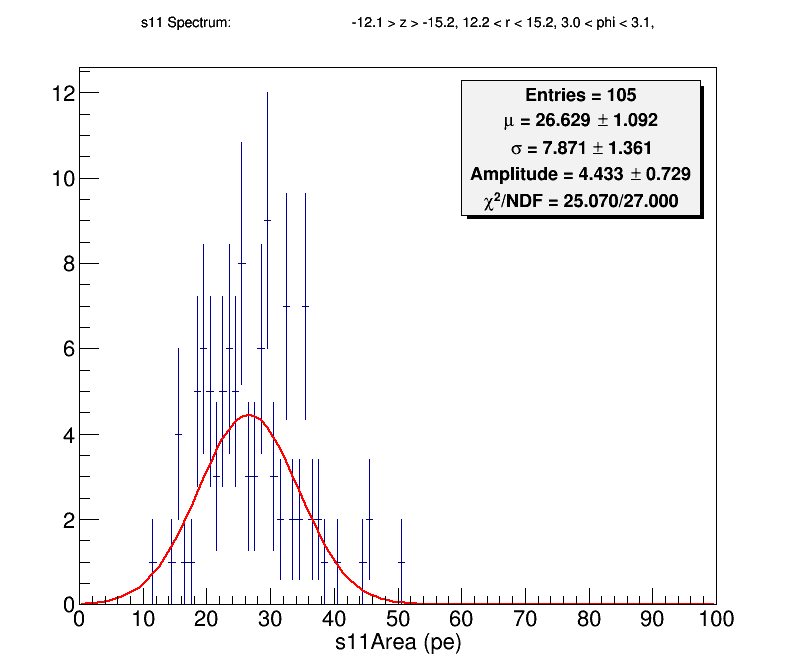 s11 Spectrum: -12.1 > z > -15.2, 12.2 < r < 15.2, 3.0 < phi < 3.1,
Entries = 105
μ = 26.629 ± 1.092
σ = 7.871 ± 1.361
Amplitude = 4.433 ± 0.729
χ²/NDF = 25.070/27.000
12
10
8
6
4
2
0
0 10 20 30 40 50 60 70 80 90 100
s11Area (pe)